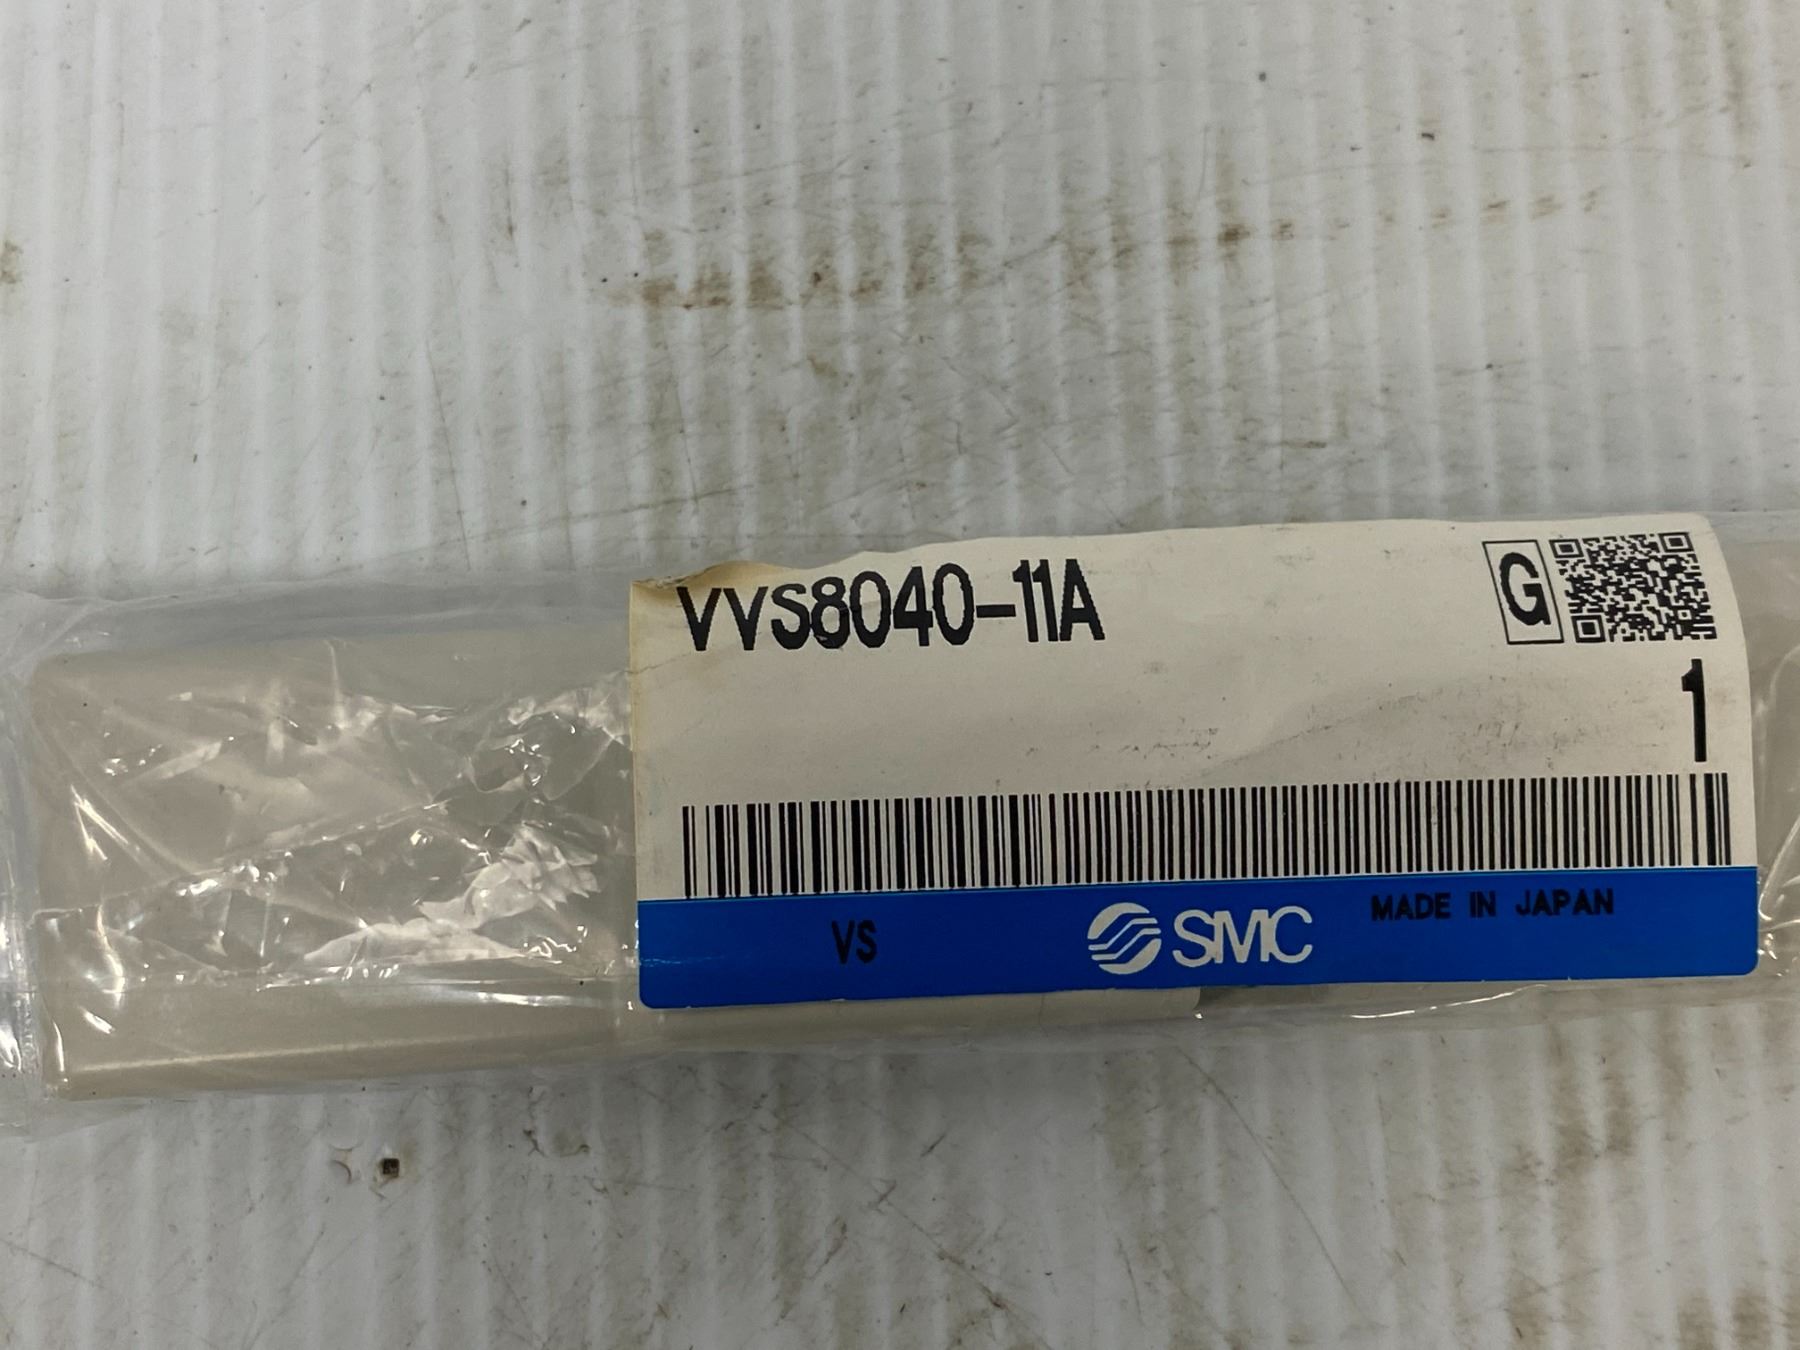 VVS8040-11A
G
1
VS
SMC
MADE IN JAPAN